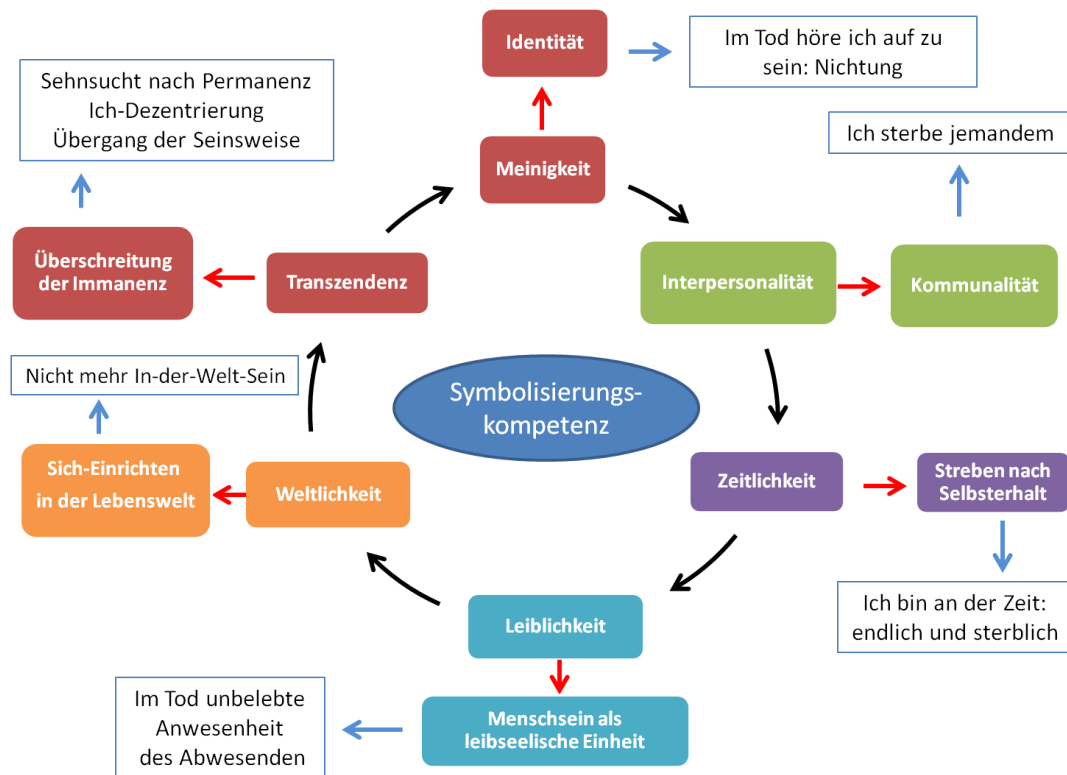 Identität
Im Tod höre ich auf zu
sein: Nichtung
Sehnsucht nach Permanenz
Ich-Dezentrierung
Übergang der Seinsweise
Ich sterbe jemandem
Meinigkeit
Überschreitung
der Immanenz
Transzendenz
Interpersonalität
Kommunalität
Nicht mehr In-der-Welt-Sein
Symbolisierungs-
kompetenz
Sich-Einrichten
in der Lebenswelt
Weltlichkeit
Zeitlichkeit
Streben nach
Selbsterhalt
Ich bin an der Zeit:
endlich und sterblich
Leiblichkeit
Im Tod unbelebte
Anwesenheit
des Abwesenden
Menschsein als
leibseelische Einheit